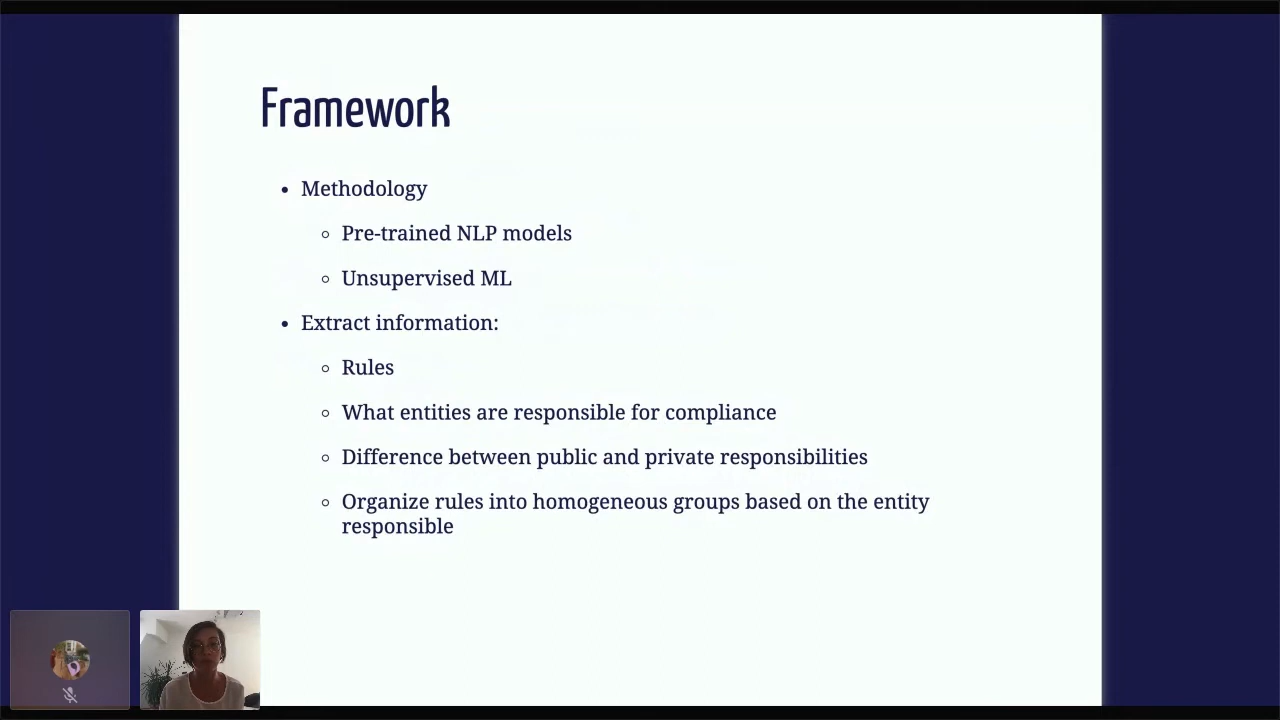 Framework
• Methodology
○ Pre-trained NLP models
○ Unsupervised ML
• Extract information:
○ Rules
○ What entities are responsible for compliance
○ Difference between public and private responsibilities
○ Organize rules into homogeneous groups based on the entity
responsible